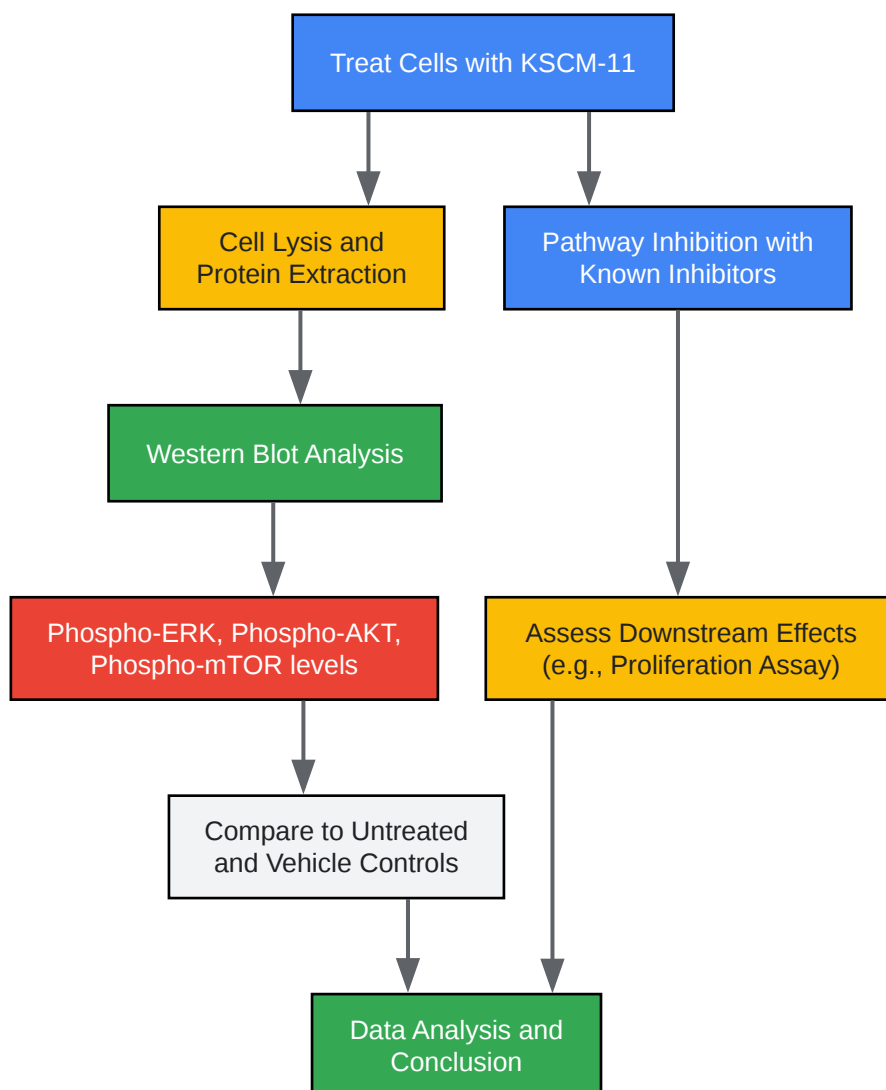 Treat Cells with KSCM-11
Cell Lysis and
Protein Extraction
Pathway Inhibition with
Known Inhibitors
Western Blot Analysis
Phospho-ERK, Phospho-AKT,
Phospho-mTOR levels
Assess Downstream Effects
(e.g., Proliferation Assay)
Compare to Untreated
and Vehicle Controls
Data Analysis and
Conclusion